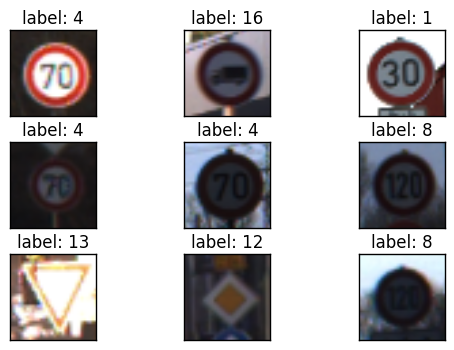 label: 4 label: 16 label: 1
70 30
label: 4 label: 4 label: 8
70 70 120
label: 13 label: 12 label: 8
120